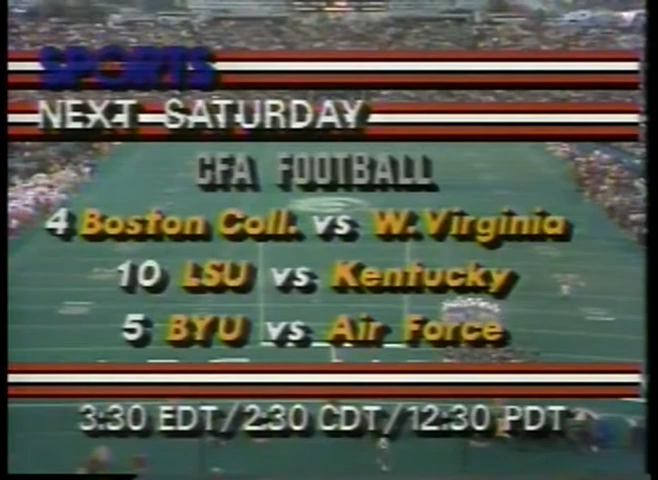 SPORTS
NEXT SATURDAY
CFA FOOTBALL
4 Boston Coll. vs W. Virginia
10 LSU vs Kentucky
5 BYU vs Air Force
3:30 EDT/2:30 CDT/12:30 PDT